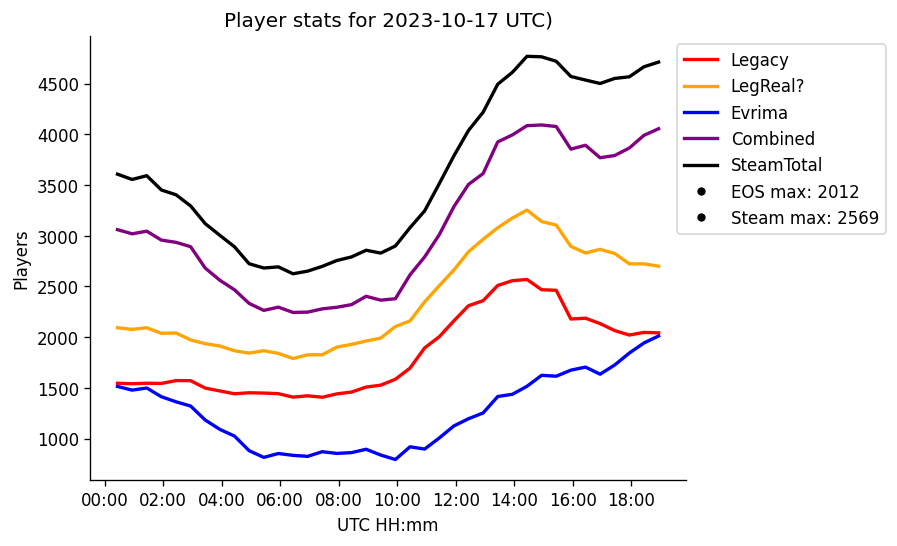 Player stats for 2023-10-17 UTC)
Players
4500
4000
3500
3000
2500
2000
1500
1000
00:00 02:00 04:00 06:00 08:00 10:00 12:00 14:00 16:00 18:00
UTC HH:mm
Legacy
LegReal?
Evrima
Combined
SteamTotal
EOS max: 2012
Steam max: 2569